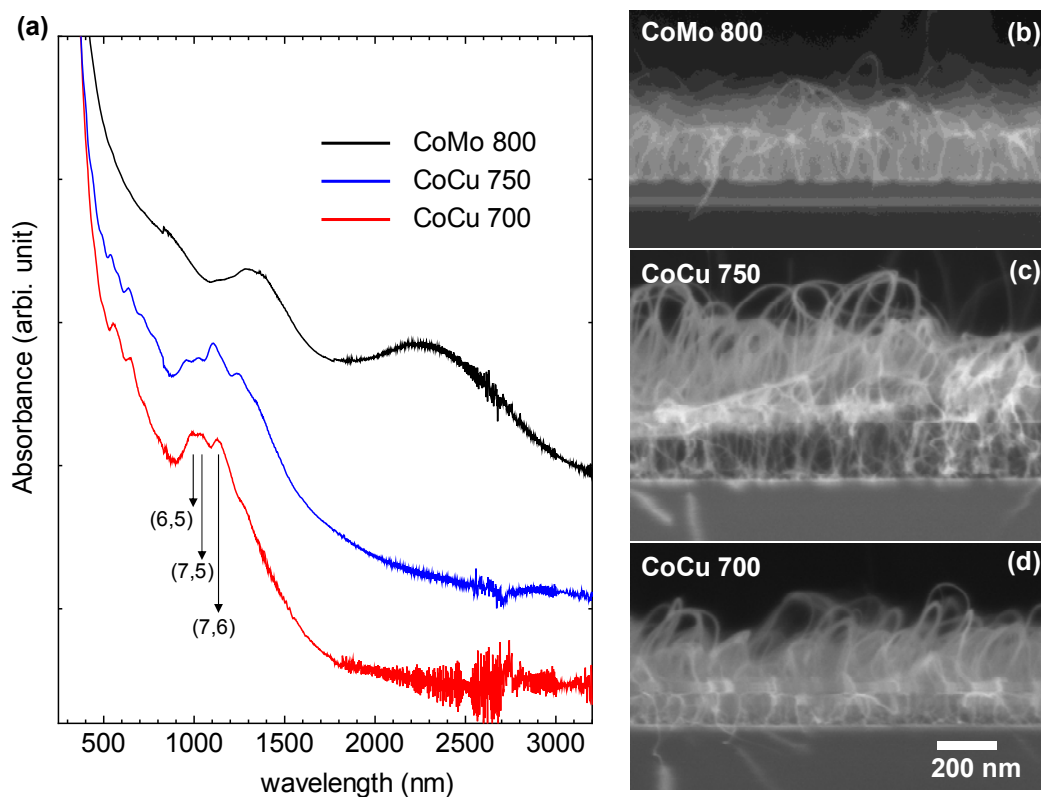 (a)
Absorbance (arbi. unit)
CoMo 800
CoCu 750
CoCu 700
(6,5)
(7,5)
(7,6)
500 1000 1500 2000 2500 3000
wavelength (nm)
CoMo 800 (b)
CoCu 750 (c)
CoCu 700 (d)
200 nm